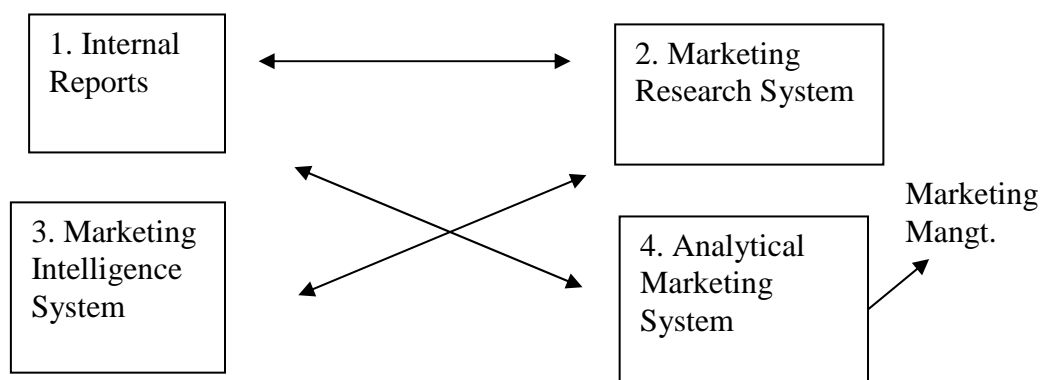 1. Internal
Reports
2. Marketing
Research System
3. Marketing
Intelligence
System
4. Analytical
Marketing
System
Marketing
Mangt.